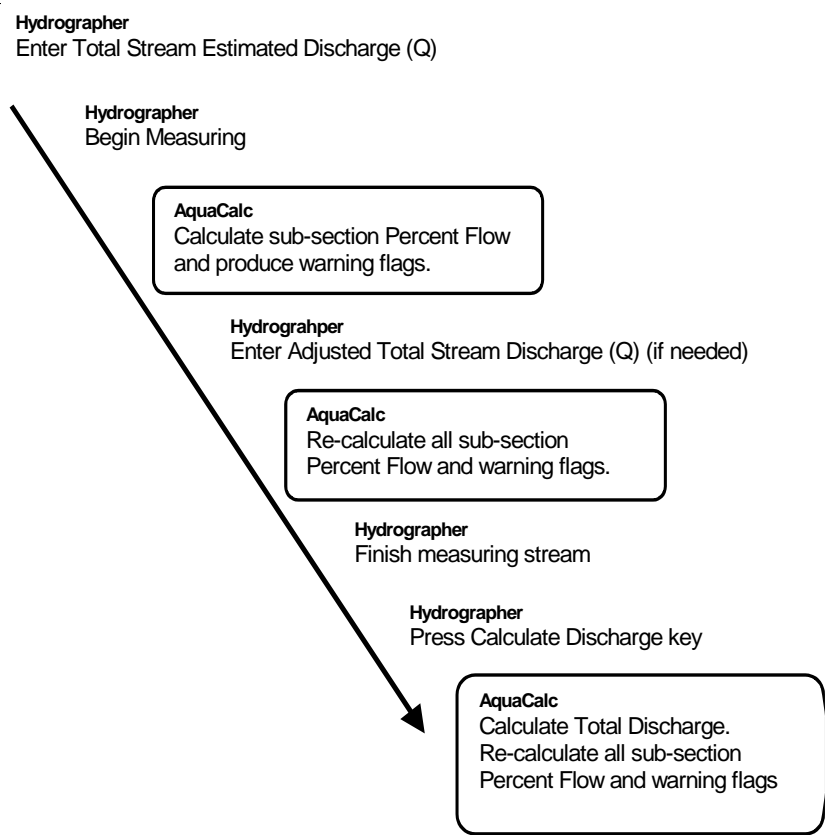 Hydrographer
Enter Total Stream Estimated Discharge (Q)
Hydrographer
Begin Measuring
AquaCalc
Calculate sub-section Percent Flow
and produce warning flags.
Hydrograhper
Enter Adjusted Total Stream Discharge (Q) (if needed)
AquaCalc
Re-calculate all sub-section
Percent Flow and warning flags.
Hydrographer
Finish measuring stream
Hydrographer
Press Calculate Discharge key
AquaCalc
Calculate Total Discharge.
Re-calculate all sub-section
Percent Flow and warning flags